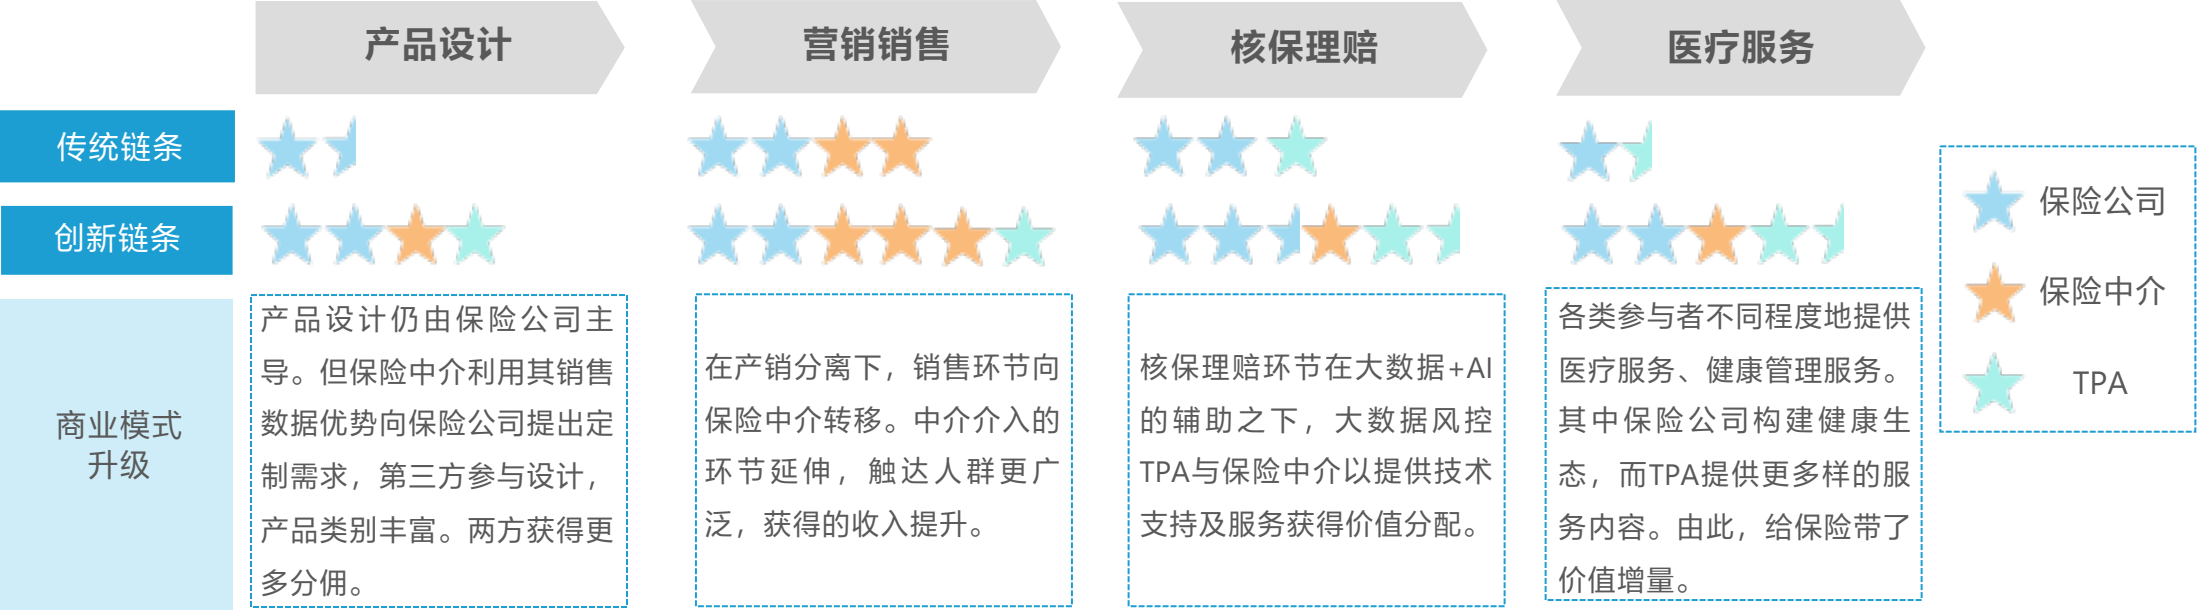 产品设计
营销销售
核保理赔
医疗服务
传统链条
创新链条
保险公司
保险中介
TPA
商业模式
升级
产品设计仍由保险公司主
导。但保险中介利用其销售
数据优势向保险公司提出定
制需求，第三方参与设计，
产品类别丰富。两方获得更
多分佣。
在产销分离下，销售环节向
保险中介转移。中介介入的
环节延伸，触达人群更广
泛，获得的收入提升。
核保理赔环节在大数据+AI
的辅助之下，大数据风控
TPA与保险中介以提供技术
支持及服务获得价值分配。
各类参与者不同程度地提供
医疗服务、健康管理服务。
其中保险公司构建健康生
态，而TPA提供更多样的服
务内容。由此，给保险带了
价值增量。